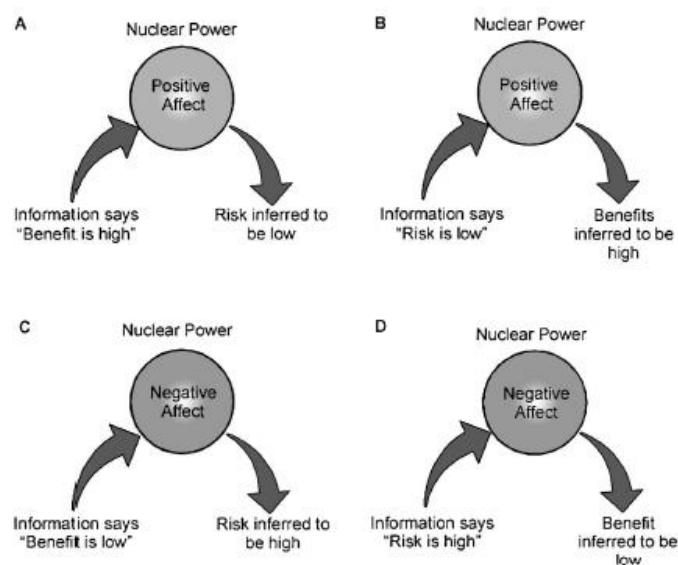 A
Nuclear Power
Positive
Affect
Information says
“Benefit is high”
Risk inferred to
be low
B
Nuclear Power
Positive
Affect
Information says
“Risk is low”
Benefits
inferred to be
high
C
Nuclear Power
Negative
Affect
Information says
“Benefit is low”
Risk inferred to
be high
D
Nuclear Power
Negative
Affect
Information says
“Risk is high”
Benefit
inferred to be
low